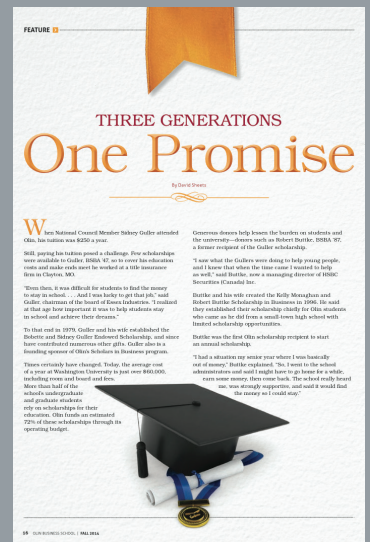 FEATURE
THREE GENERATIONS
One Promise
By David Sheets
When National Council Member Sidney Guller attended
Olin, his tuition was $250 a year.
Still, paying his tuition posed a challenge. Few scholarships
were available to Guller, BSBA '47, so to cover his education
costs and make ends meet he worked at a title insurance
firm in Clayton, MO.
"Even then, it was difficult for students to find the money
to stay in school. . . . And I was lucky to get that job," said
Guller, chairman of the board of Essex Industries. "I realized
at that age how important it was to help students stay
in school and achieve their dreams."
To that end in 1979, Guller and his wife established the
Bobette and Sidney Guller Endowed Scholarship, and since
have contributed numerous other gifts. Guller also is a
founding sponsor of Olin's Scholars in Business program.
Times certainly have changed. Today, the average cost
of a year at Washington University is just over $60,000,
including room and board and fees.
More than half of the
school's undergraduate
and graduate students
rely on scholarships for their
education. Olin funds an estimated
72% of these scholarships through its
operating budget.
Generous donors help lessen the burden on students and
the university—donors such as Robert Buttke, BSBA '87,
a former recipient of the Guller scholarship.
"I saw what the Gullers were doing to help young people,
and I knew that when the time came I wanted to help
as well," said Buttke, now a managing director of HSBC
Securities (Canada) Inc.
Buttke and his wife created the Kelly Monaghan and
Robert Buttke Scholarship in Business in 1996. He said
they established their scholarship chiefly for Olin students
who came as he did from a small-town high school with
limited scholarship opportunities.
Buttke was the first Olin scholarship recipient to start
an annual scholarship.
"I had a situation my senior year where I was basically
out of money," Buttke explained. "So, I went to the school
administrators and said I might have to go home for a while,
earn some money, then come back. The school really heard
me, was strongly supportive, and said it would find
the money so I could stay."
OLIN BUSINESS SCHOOL | FALL 2014